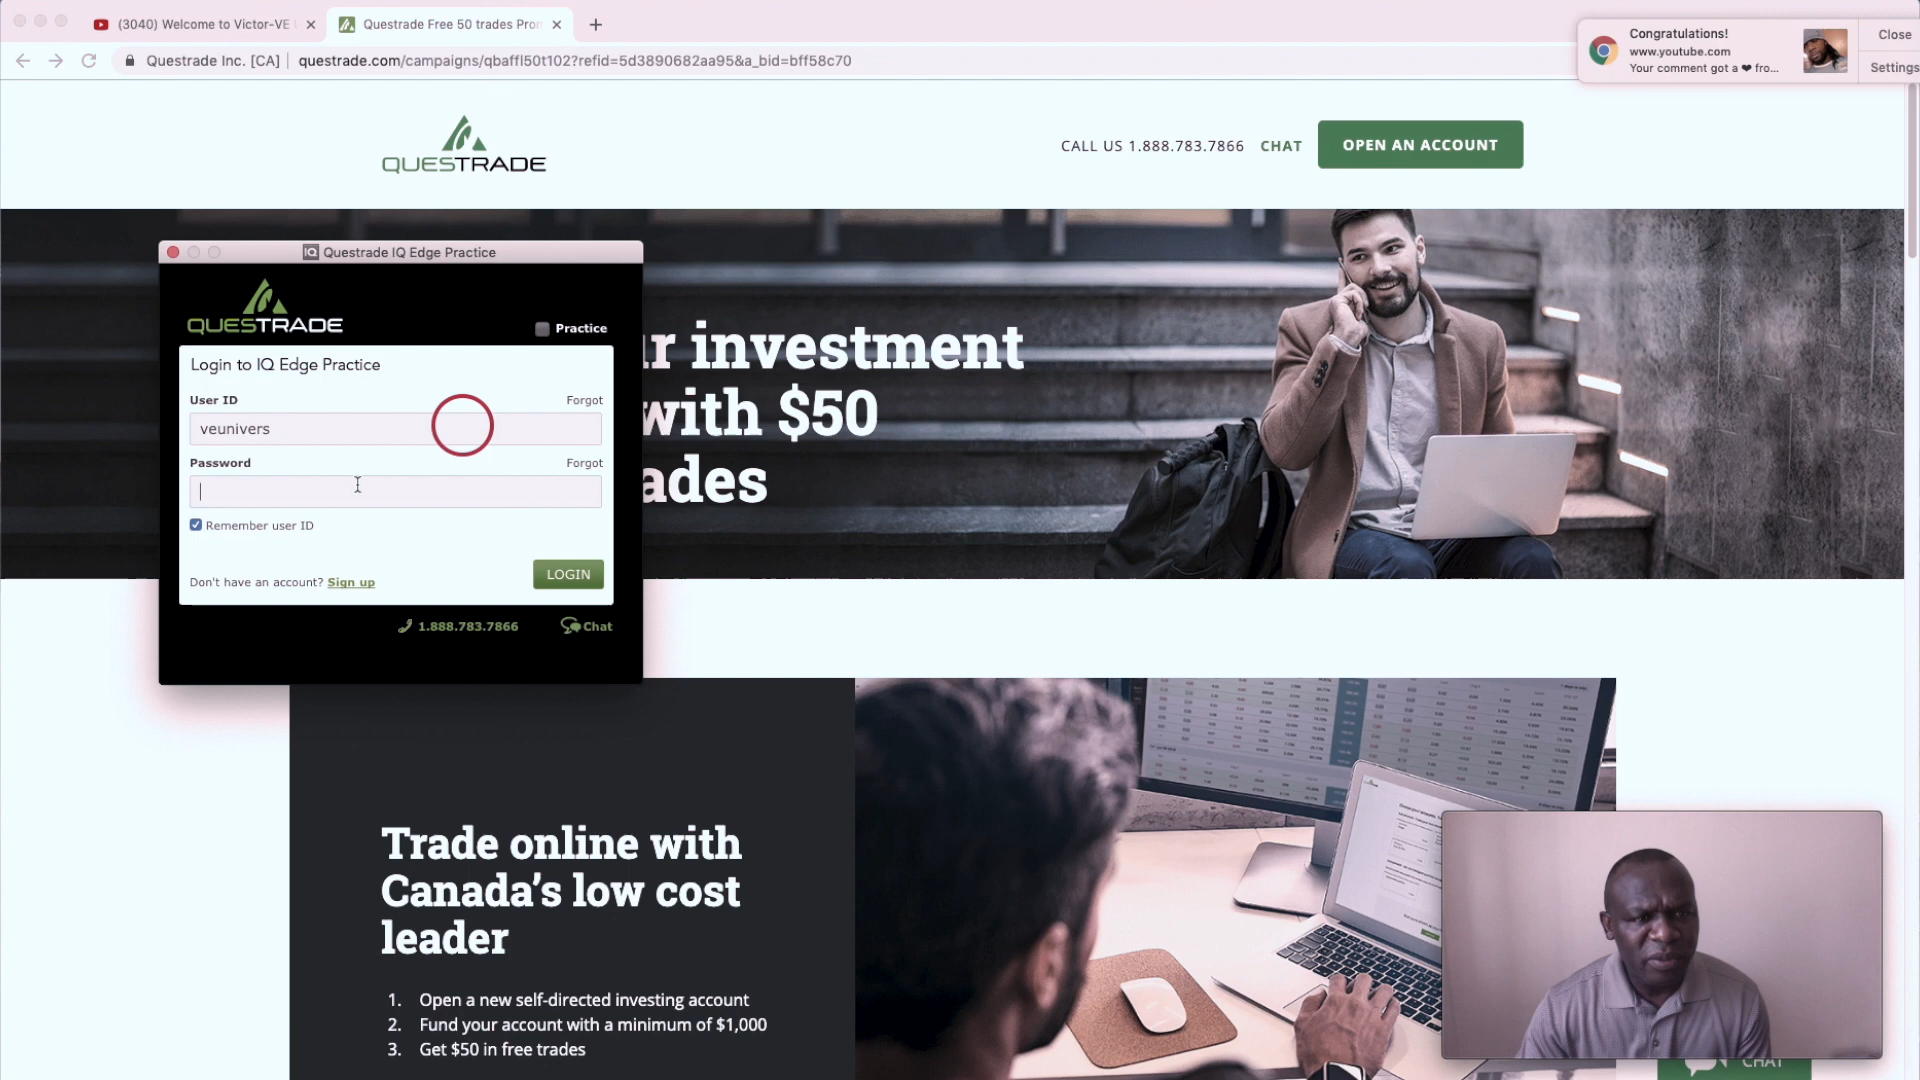 (3040) Welcome to Victor-VE
Questrade Free 50 trades Pro
Questrade Inc. [CA]
questrade.com/campaigns/qbaffl50t102?refid=5d3890682aa95&a_bid=bff58c70
Congratulations!
www.youtube.com
Your comment got a ❤ fro...
Close
Settings
QUESTRADE
CALL US 1.888.783.7866
CHAT
OPEN AN ACCOUNT
IQ Questrade IQ Edge Practice
QUESTRADE
Practice
Login to IQ Edge Practice
User ID
Forgot
veunivers
Password
Forgot
Remember user ID
Don't have an account? Sign up
LOGIN
1.888.783.7866
Chat
r investment
with $50
ades
Trade online with
Canada's low cost
leader
1. Open a new self-directed investing account
2. Fund your account with a minimum of $1,000
3. Get $50 in free trades
CHAT